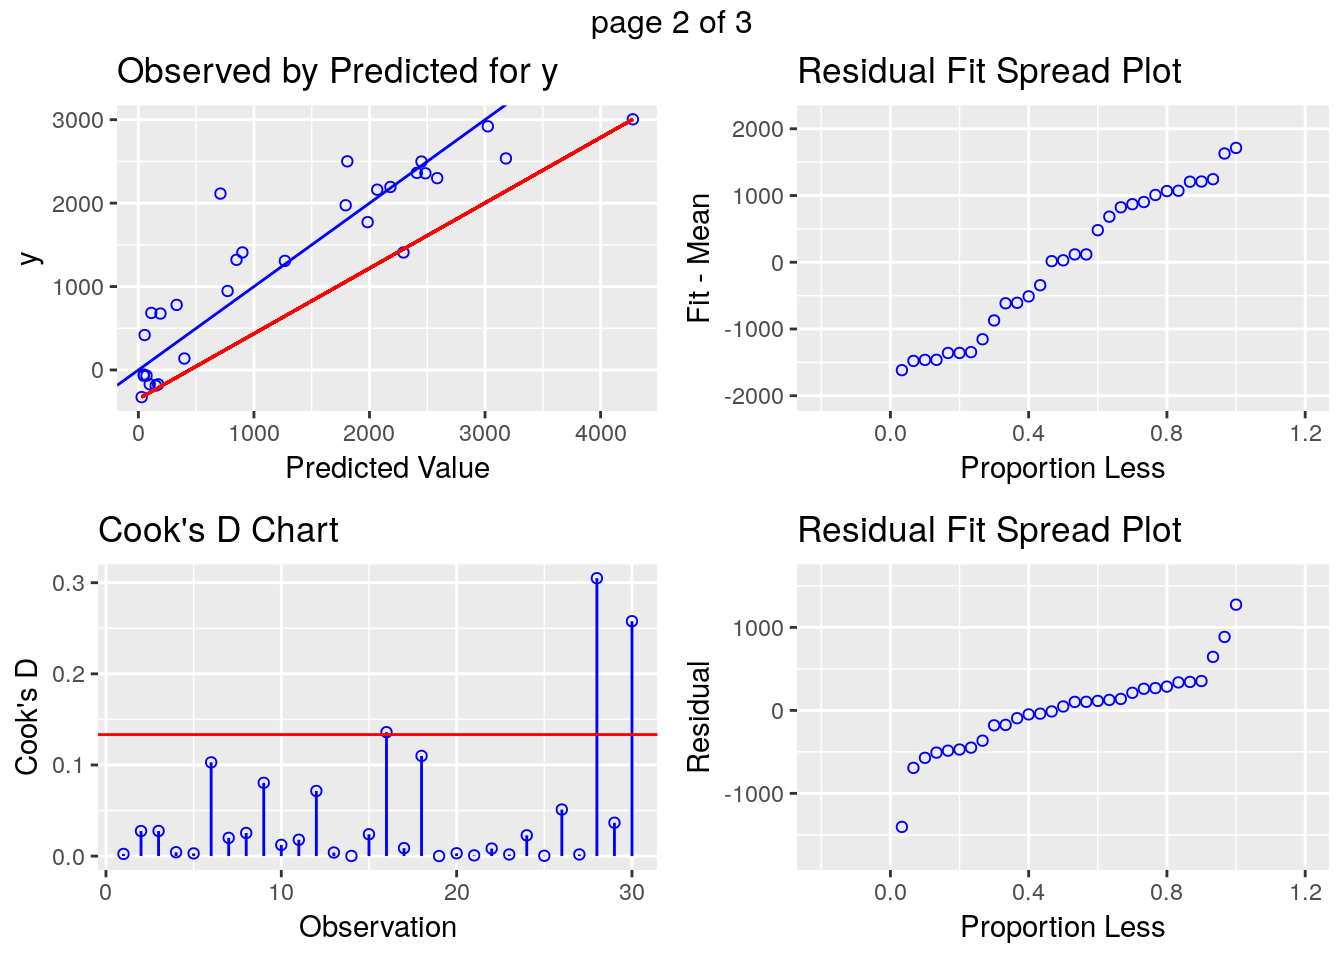 page 2 of 3
Observed by Predicted for y
3000
2000
1000
0
y
0 1000 2000 3000 4000
Predicted Value
Residual Fit Spread Plot
2000
1000
0
-1000
-2000
Fit - Mean
0.0 0.4 0.8 1.2
Proportion Less
Cook's D Chart
0.3
0.2
0.1
0.0
Cook's D
0 10 20 30
Observation
Residual Fit Spread Plot
1000
0
-1000
Residual
0.0 0.4 0.8 1.2
Proportion Less